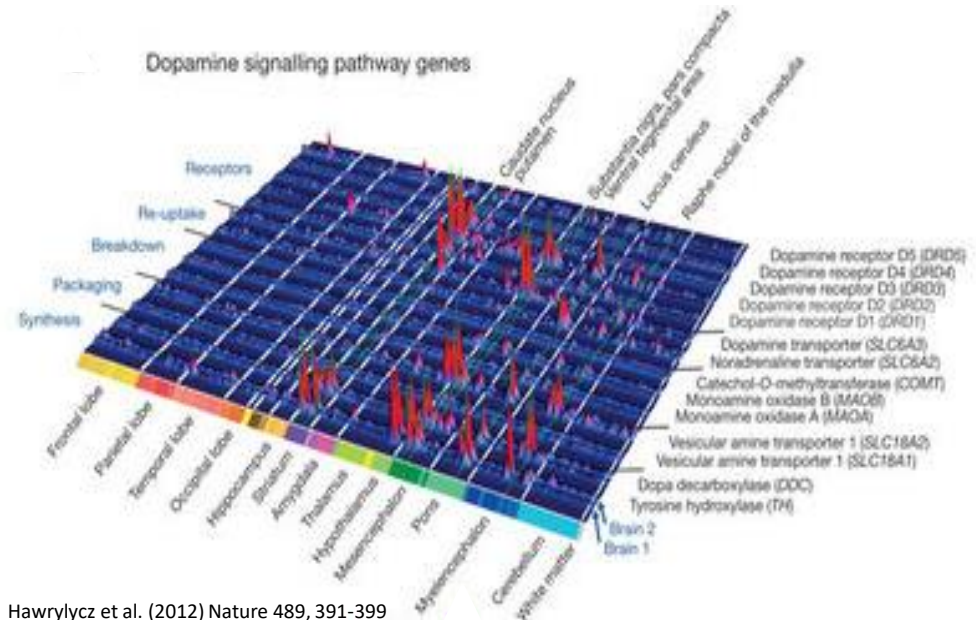 Dopamine signalling pathway genes
Caudate nucleus
putamen
Substantia nigra, pars compacta
Ventral tegmental area
Locus ceruleus
Raphe nuclei of the medulla
Receptors
Re-uptake
Breakdown
Packaging
Synthesis
Dopamine receptor D5 (DRD5)
Dopamine receptor D4 (DRD4)
Dopamine receptor D3 (DRD3)
Dopamine receptor D2 (DRD2)
Dopamine receptor D1 (DRD1)
Dopamine transporter (SLC6A3)
Noradrenaline transporter (SLC6A2)
Catechol-O-methyltransferase (COMT)
Monoamine oxidase B (MAOB)
Monoamine oxidase A (MAOA)
Vesicular amine transporter 1 (SLC18A2)
Vesicular amine transporter 1 (SLC18A1)
Dopa decarboxylase (DDC)
Tyrosine hydroxylase (TH)
Brain 2
Brain 1
Frontal lobe
Parietal lobe
Temporal lobe
Occipital lobe
Hippocampus
Striatum
Amygdala
Thalamus
Hypothalamus
Mesencephalon
Pons
Myelencephalon
Cerebellum
White matter
Hawrylycz et al. (2012) Nature 489, 391-399